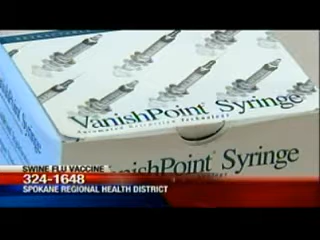 VanishPoint Syringe
Automated Retraction Technology
VanishPoint Syringe
SWINE FLU VACCINE
324-1648
SPOKANE REGIONAL HEALTH DISTRICT